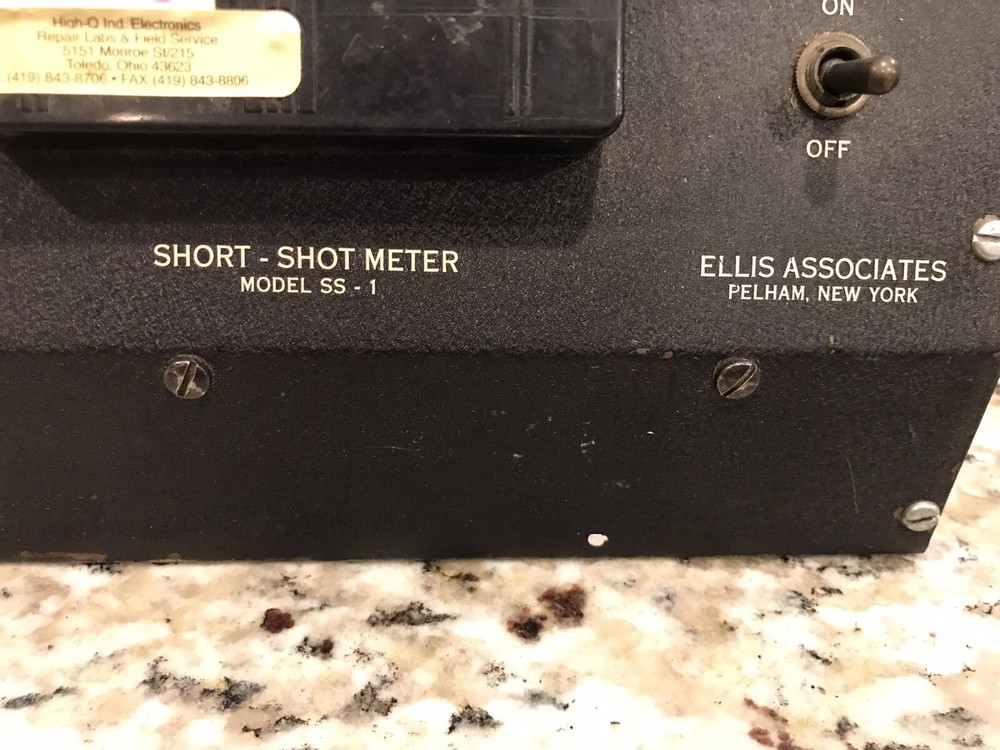 High-Q Ind. Electronics
Repair Labs & Field Service
5151 Monroe St/215
Toledo, Ohio 43623
(419) 843-8706 • FAX (419) 843-8806
ON
OFF
SHORT - SHOT METER
MODEL SS - 1
ELLIS ASSOCIATES
PELHAM, NEW YORK